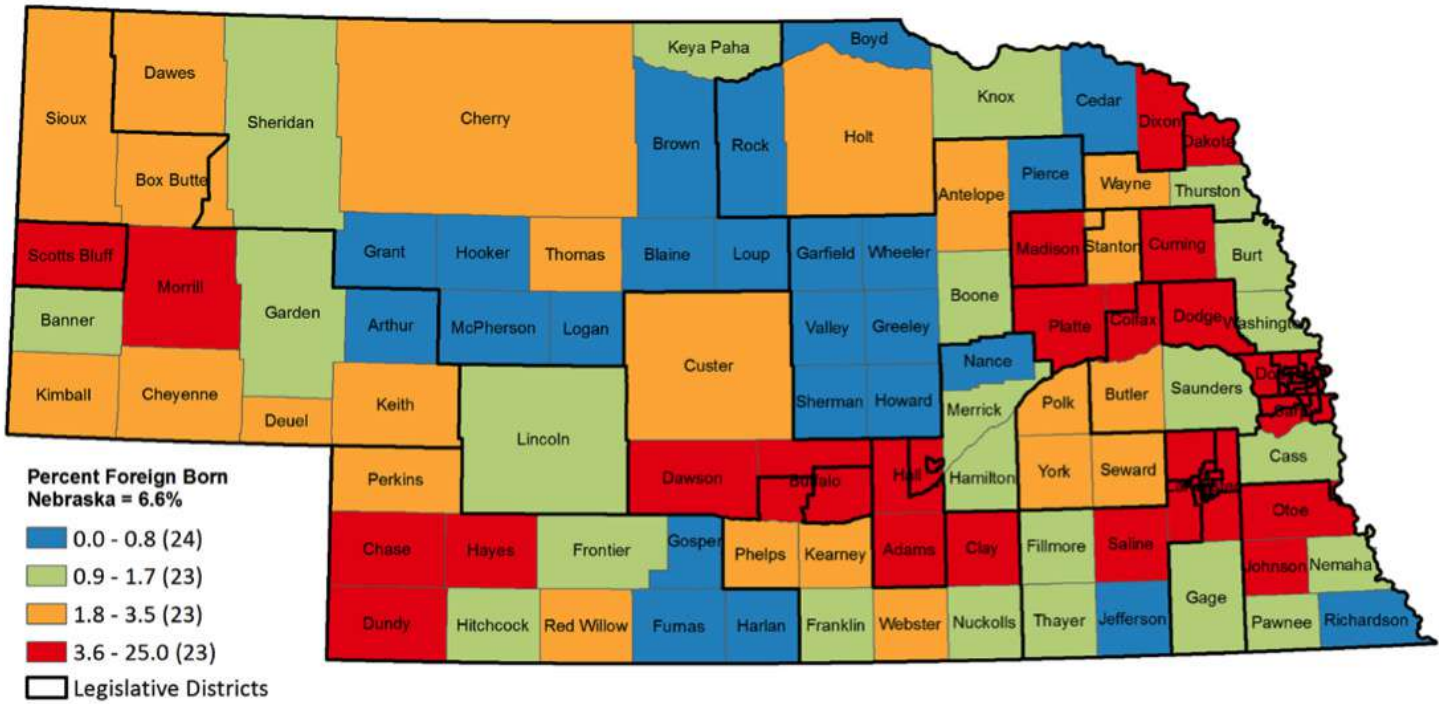 Keya Paha
Boyd
Dawes
Knox
Cedar
Sioux
Cherry
Sheridan
Dixon
Holt
Dakota
Brown
Rock
Pierce
Box Butte
Wayne
Thurston
Antelope
Scotts Bluff
Grant
Hooker
Thomas
Blaine
Loup
Garfield
Wheeler
Madison
Stanton
Cuming
Burt
Morrill
Boone
Banner
Garden
Arthur
McPherson
Logan
Valley
Greeley
Platte
Colfax
Dodge
Washington
Custer
Nance
Kimball
Cheyenne
Keith
Sherman
Howard
Merrick
Polk
Butler
Saunders
Deuel
Lincoln
Cass
Perkins
Dawson
Buffalo
Hall
Hamilton
York
Seward
Otoe
Chase
Hayes
Frontier
Gosper
Phelps
Kearney
Adams
Clay
Fillmore
Saline
Johnson
Nemaha
Gage
Dundy
Hitchcock
Red Willow
Furnas
Harlan
Franklin
Webster
Nuckolls
Thayer
Jefferson
Pawnee
Richardson
Percent Foreign Born
Nebraska = 6.6%
0.0 - 0.8 (24)
0.9 - 1.7 (23)
1.8 - 3.5 (23)
3.6 - 25.0 (23)
Legislative Districts